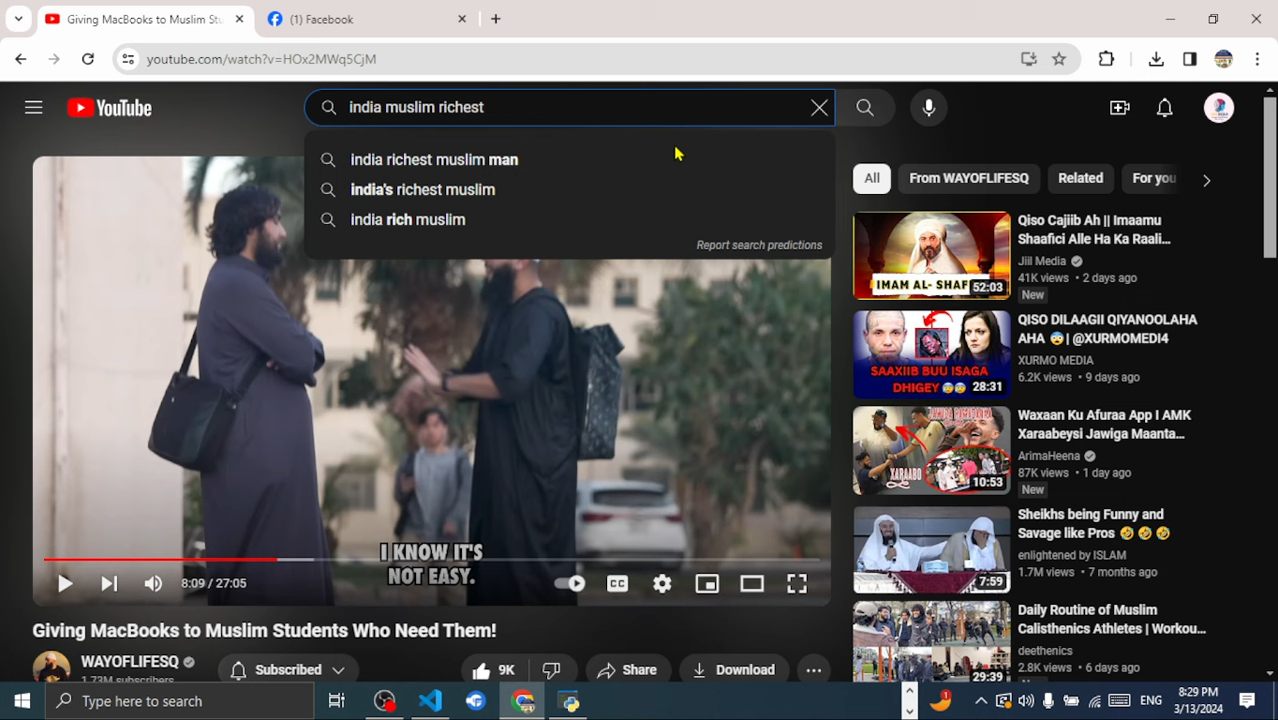 Giving MacBooks to Muslim Stu
(1) Facebook
youtube.com/watch?v=HOx2MWq5CjM
YouTube
india muslim richest
india richest muslim man
india's richest muslim
india rich muslim
Report search predictions
I KNOW IT'S
NOT EASY.
8:09 / 27:05
CC
Giving MacBooks to Muslim Students Who Need Them!
WAYOFLIFESQ
1.73M subscribers
Subscribed
9K
Share
Download
All
From WAYOFLIFESQ
Related
For you
IMAM AL- SHAF
52:03
Qiso Cajiib Ah || Imaamu
Shaafici Alle Ha Ka Raali...
Jiil Media
41K views • 2 days ago
New
SAAXIIB BUU ISAGA
DHIGEY
28:31
QISO DILAAGII QIYANOOLAHA
AHA 😨| @XURMOMEDI4
XURMO MEDIA
6.2K views • 9 days ago
XARAABO
10:53
Waxaan Ku Afuraa App I AMK
Xaraabeysi Jawiga Maanta...
ArimaHeena
87K views • 1 day ago
New
7:59
Sheikhs being Funny and
Savage like Pros 🤣 🤣 🤣
enlightened by ISLAM
1.7M views • 7 months ago
29:39
Daily Routine of Muslim
Calisthenics Athletes | Workou...
deethenics
2.8K views • 6 days ago
Type here to search
1
ENG
8:29 PM
3/13/2024